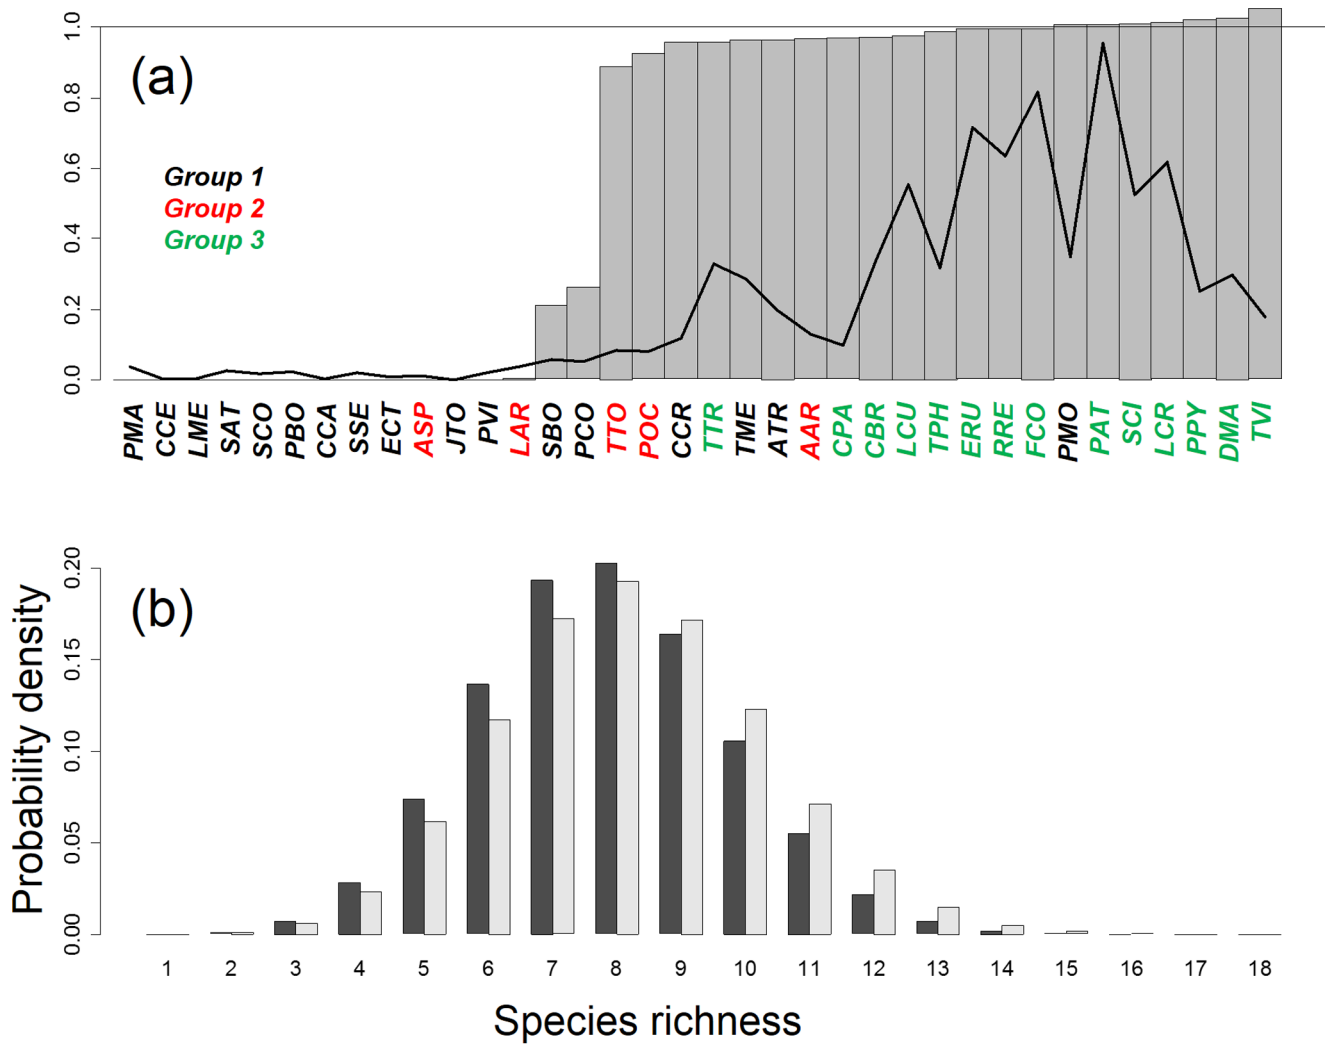 (a)
1.0
0.8
0.6
0.4
0.2
0.0
Group 1
Group 2
Group 3
PMA CCE LME SAT SCO PBO CCA SSE ECT ASP JTO PVI LAR SBO PCO TTO POC CCR TTR TME ATR AAR CPA CBR LCU TPH ERU RRE FCO PMO PAT SCI LCR PPY DMA TVI
(b)
Probability density
0.20
0.15
0.10
0.05
0.00
1 2 3 4 5 6 7 8 9 10 11 12 13 14 15 16 17 18
Species richness